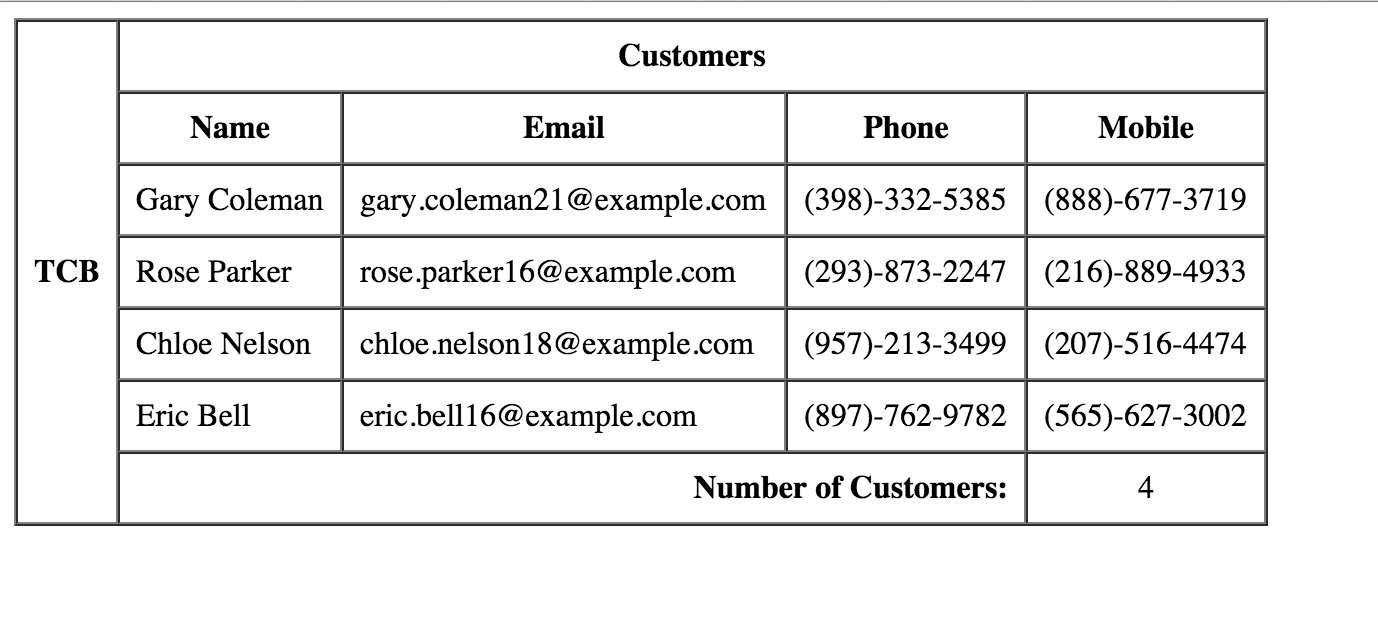 Customers
Name Email Phone Mobile
Gary Coleman gary.coleman21@example.com (398)-332-5385 (888)-677-3719
TCB Rose Parker rose.parker16@example.com (293)-873-2247 (216)-889-4933
Chloe Nelson chloe.nelson18@example.com (957)-213-3499 (207)-516-4474
Eric Bell eric.bell16@example.com (897)-762-9782 (565)-627-3002
Number of Customers: 4